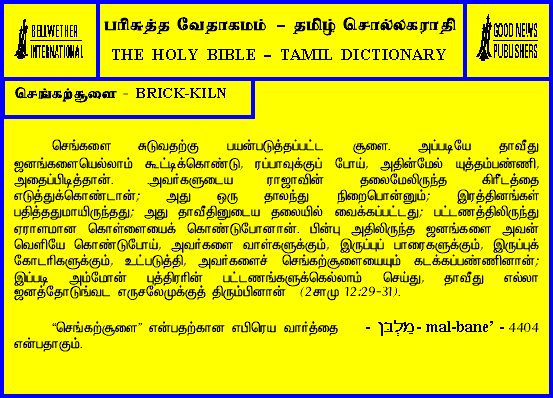 BELLWETHER
INTERNATIONAL
பரிசுத்த வேதாகமம் – தமிழ் சொல்லகராதி
THE HOLY BIBLE – TAMIL DICTIONARY
GOOD NEWS
PUBLISHERS
செங்கற்சூளை - BRICK-KILN
செங்களை சுடுவதற்கு பயன்படுத்தப்பட்ட சூளை. அப்படியே தாவீது
ஜனங்களையெல்லாம் கூட்டிக்கொண்டு, ரப்பாவுக்குப் போய், அதின்மேல் யுத்தம்பண்ணி,
அதைப்பிடித்தான். அவர்களுடைய ராஜாவின் தலைமேலிருந்த கிரீடத்தை
எடுத்துக்கொண்டான்; அது ஒரு தாலந்து நிறைபொன்னும்; இரத்தினங்கள்
பதித்ததுமாயிருந்தது; அது தாவீதினுடைய தலையில் வைக்கப்பட்டது; பட்டணத்திலிருந்து
ஏராளமான கொள்ளையைக் கொண்டுபோனான். பின்பு அதிலிருந்த ஜனங்களை அவன்
வெளியே கொண்டுபோய், அவர்களை வாள்களுக்கும், இருப்புப் பாரைகளுக்கும், இருப்புக்
கோடரிகளுக்கும், உட்படுத்தி, அவர்களைச் செங்கற்சூளையையும் கடக்கப்பண்ணினான்;
இப்படி அம்மோன் புத்திரரின் பட்டணங்களுக்கெல்லாம் செய்து, தாவீது எல்லா
ஜனத்தோடுங்வட எருசலேமுக்குத் திரும்பினான் (2சாமு 12:29-31).
“செங்கற்சூளை” என்பதற்கான எபிரெய வார்த்தை - מַלְבֵּן - mal-bane’ - 4404
என்பதாகும்.